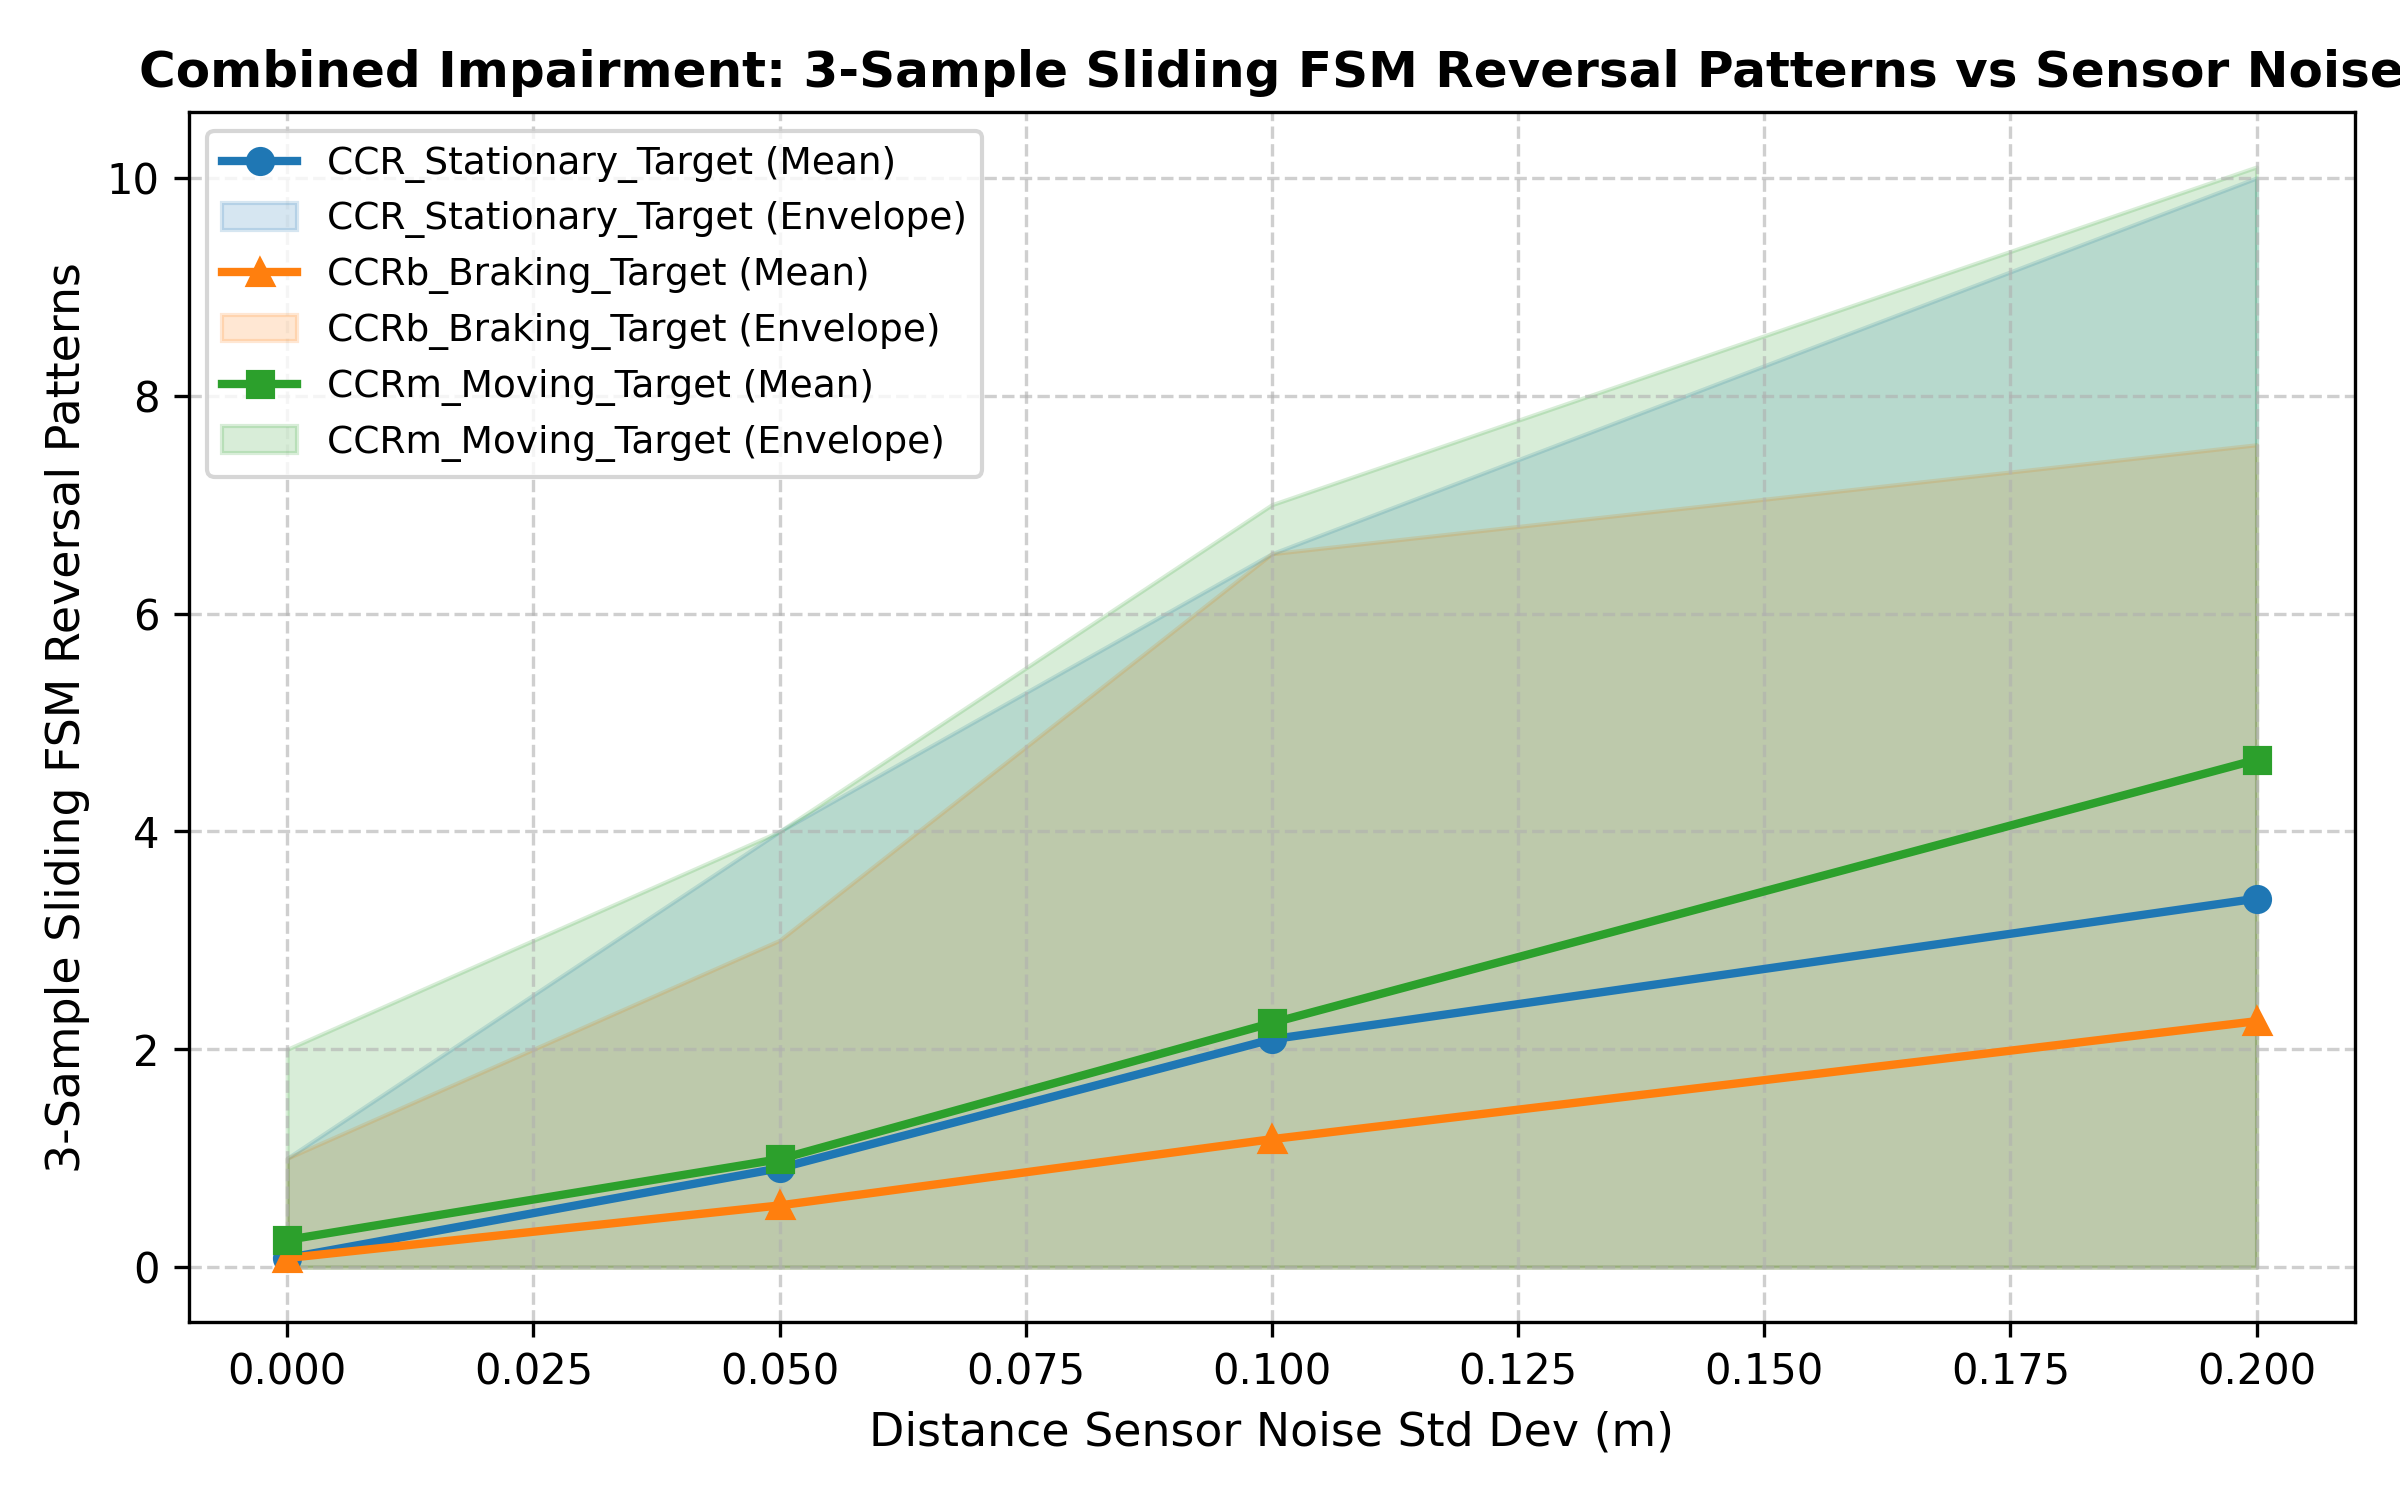 Combined Impairment: 3-Sample Sliding FSM Reversal Patterns vs Sensor Noise
CCR_Stationary_Target (Mean)
CCR_Stationary_Target (Envelope)
CCRb_Braking_Target (Mean)
CCRb_Braking_Target (Envelope)
CCRm_Moving_Target (Mean)
CCRm_Moving_Target (Envelope)
3-Sample Sliding FSM Reversal Patterns
10
8
6
4
2
0
0.000 0.025 0.050 0.075 0.100 0.125 0.150 0.175 0.200
Distance Sensor Noise Std Dev (m)